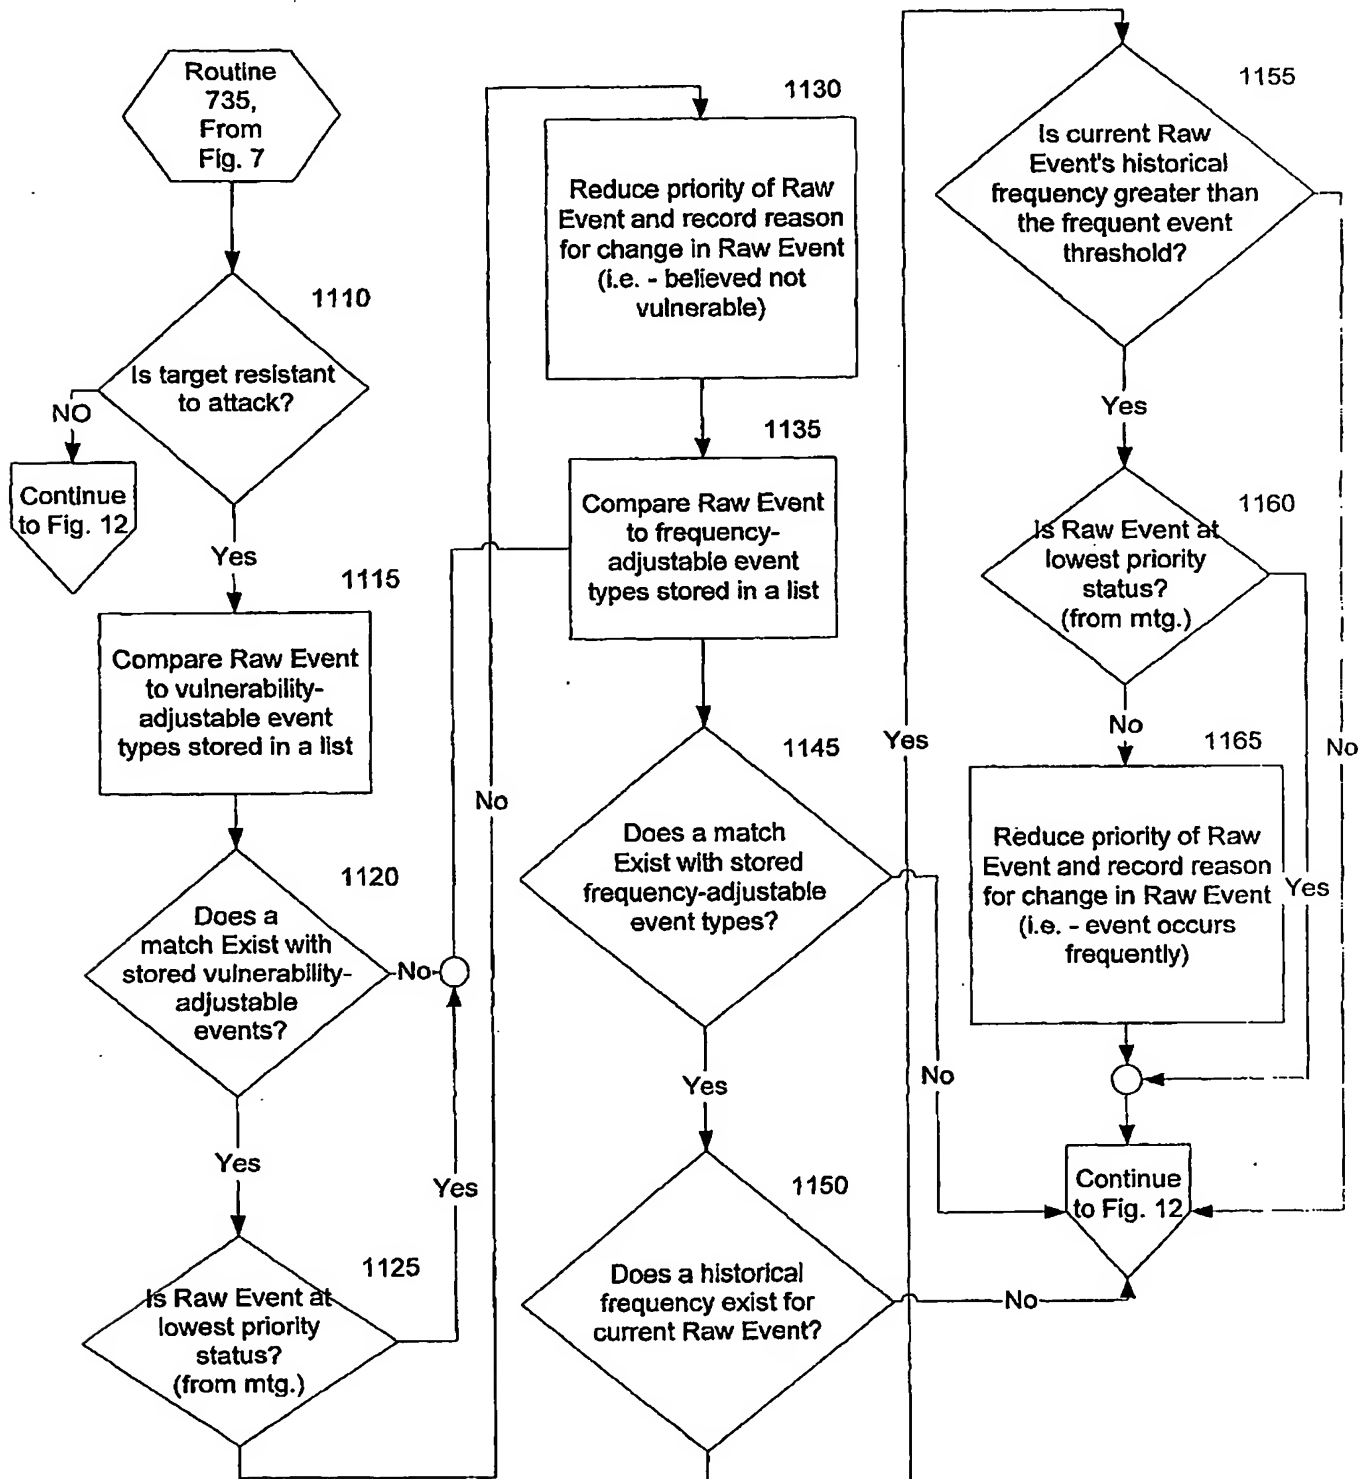 Routine
735,
From
Fig. 7
1110
Is target resistant
to attack?
NO
Continue
to Fig. 12
Yes
1115
Compare Raw Event
to vulnerability-
adjustable event
types stored in a list
1120
Does a
match Exist with
stored vulnerability-
adjustable
events?
No
Yes
1125
Is Raw Event at
lowest priority
status?
(from mtg.)
Yes
No
1130
Reduce priority of Raw
Event and record reason
for change in Raw Event
(i.e. - believed not
vulnerable)
1135
Compare Raw Event
to frequency-
adjustable event
types stored in a list
1145
Does a match
Exist with stored
frequency-adjustable
event types?
No
Yes
1150
Does a historical
frequency exist for
current Raw Event?
No
Yes
1155
Is current Raw
Event's historical
frequency greater than
the frequent event
threshold?
No
Yes
1160
Is Raw Event at
lowest priority
status?
(from mtg.)
Yes
No
1165
Reduce priority of Raw
Event and record reason
for change in Raw Event
(i.e. - event occurs
frequently)
Continue
to Fig. 12